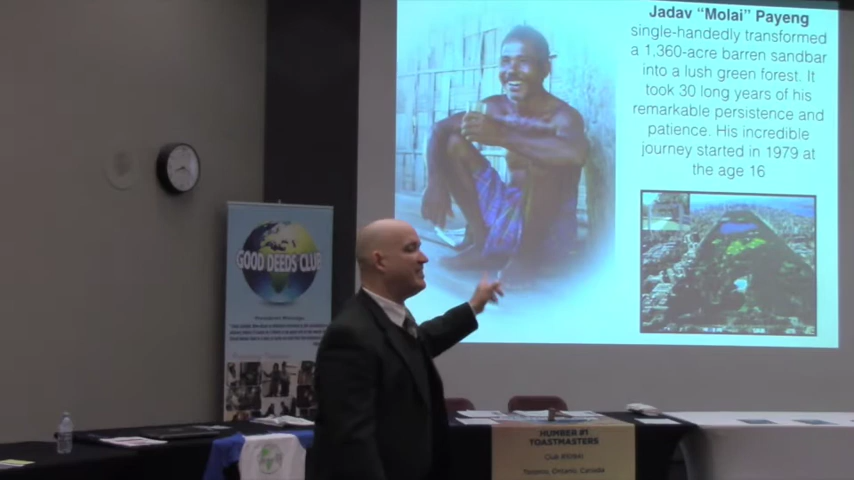 Jadav “Molai” Payeng
single-handedly transformed
a 1,360-acre barren sandbar
into a lush green forest. It
took 30 long years of his
remarkable persistence and
patience. His incredible
journey started in 1979 at
the age 16
GOOD DEEDS CLUB
HUMBER #1
TOASTMASTERS
Toronto, Ontario, Canada